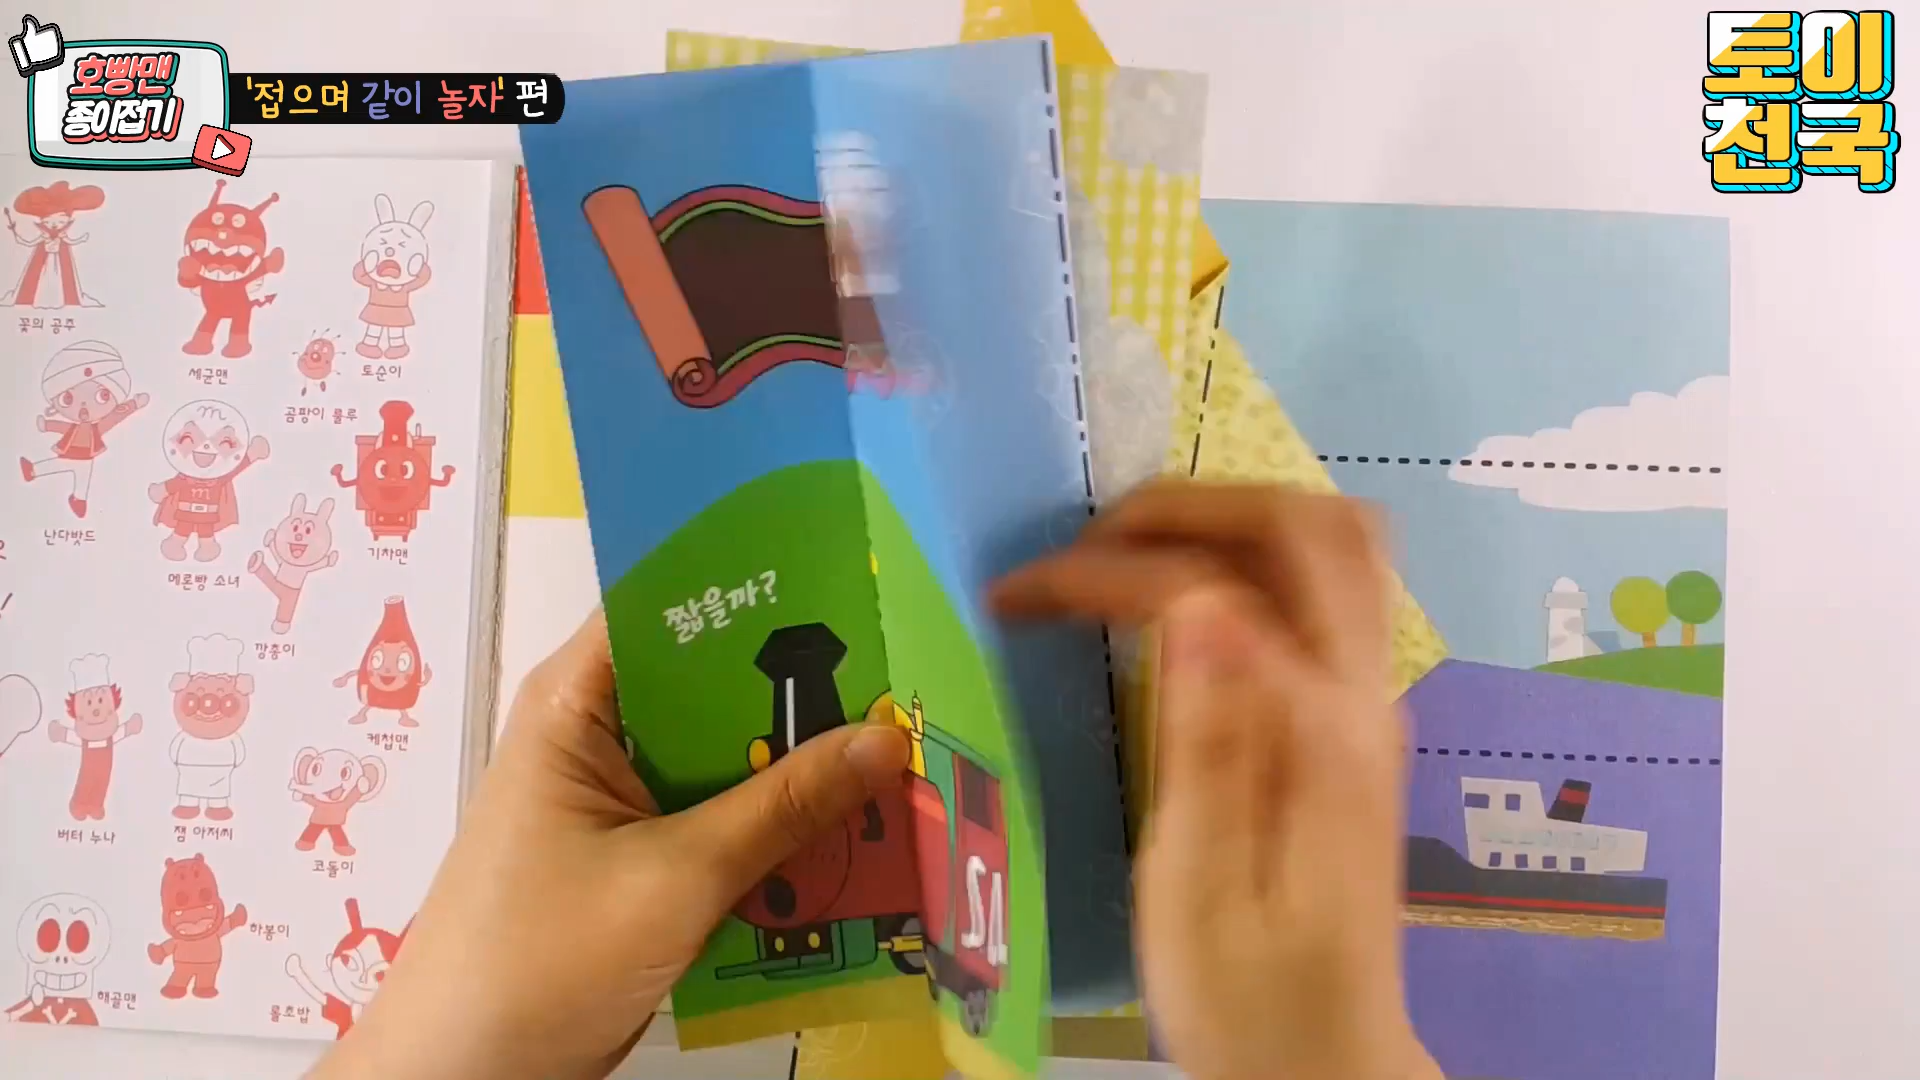 호빵맨
종이접기
'접으며 같이 놀자' 편
토이
천국
꽃의 공주
세균맨
토순이
곰팡이 룰루
난다밧드
메론빵 소녀
기차맨
깡충이
케첩맨
버터 누나
잼 아저씨
코돌이
해골맨
하봉이
롤초밥
짧을까?